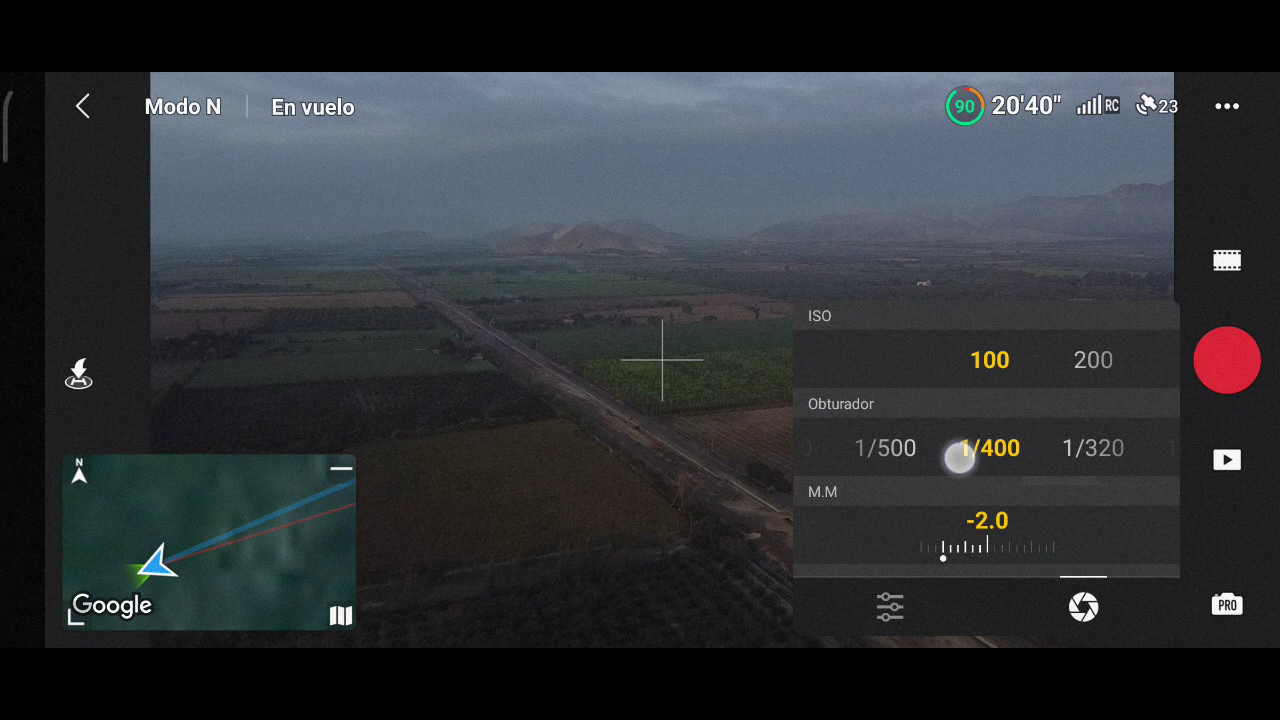 Modo N
En vuelo
90
20'40"
RC
23
ISO
100
200
Obturador
1/500
1/400
1/320
M.M
-2.0
N
Google
PRO